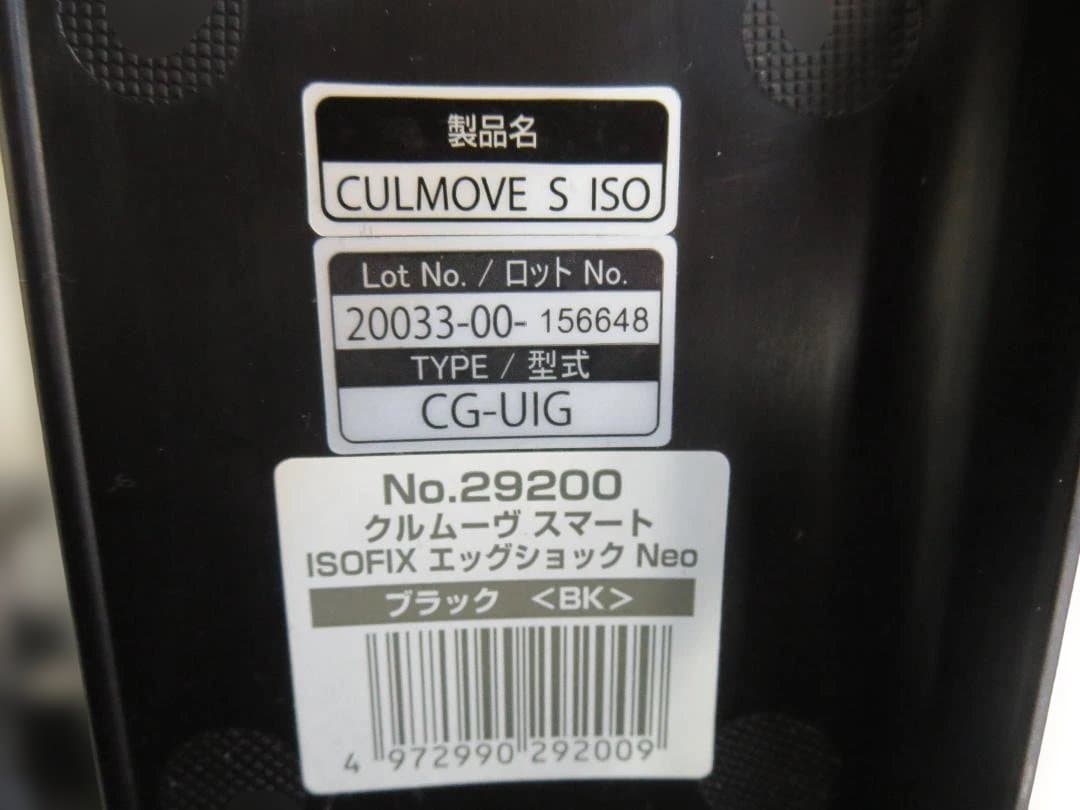 製品名
CULMOVE S ISO
Lot No. / ロット No.
20033-00- 156648
TYPE / 型式
CG-UIG
No.29200
クルムーヴ スマート
ISOFIX エッグショック Neo
ブラック <BK>
4 972990 292009